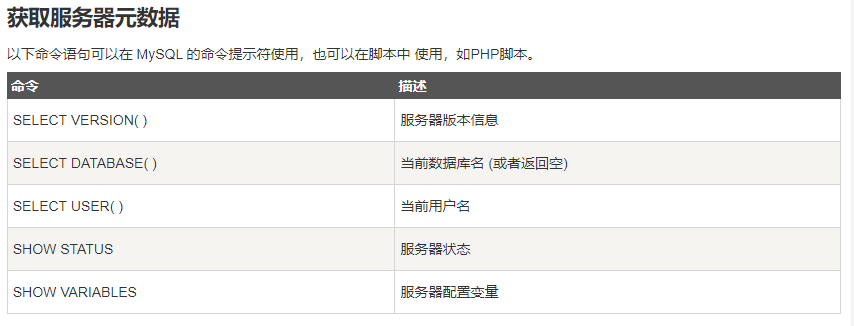 获取服务器元数据
以下命令语句可以在 MySQL 的命令提示符使用，也可以在脚本中 使用，如PHP脚本。
命令 描述
SELECT VERSION( ) 服务器版本信息
SELECT DATABASE( ) 当前数据库名 (或者返回空)
SELECT USER( ) 当前用户名
SHOW STATUS 服务器状态
SHOW VARIABLES 服务器配置变量